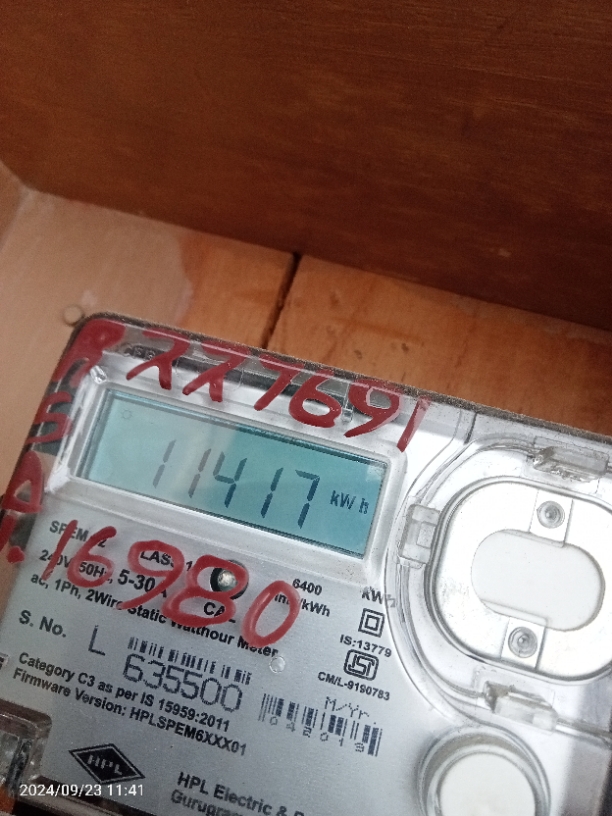 11417 kWh
16980
240V, 50Hz, 5-30
6400
ac, 1Ph, 2Wire Static Watthour Meter
IS:13779
S. No. L 635500
CM/L-9190783
Category C3 as per IS 15959:2011
Firmware Version: HPLSPEM6XXX01
M/Yr.
HPL
HPL Electric &
2024/09/23 11:41